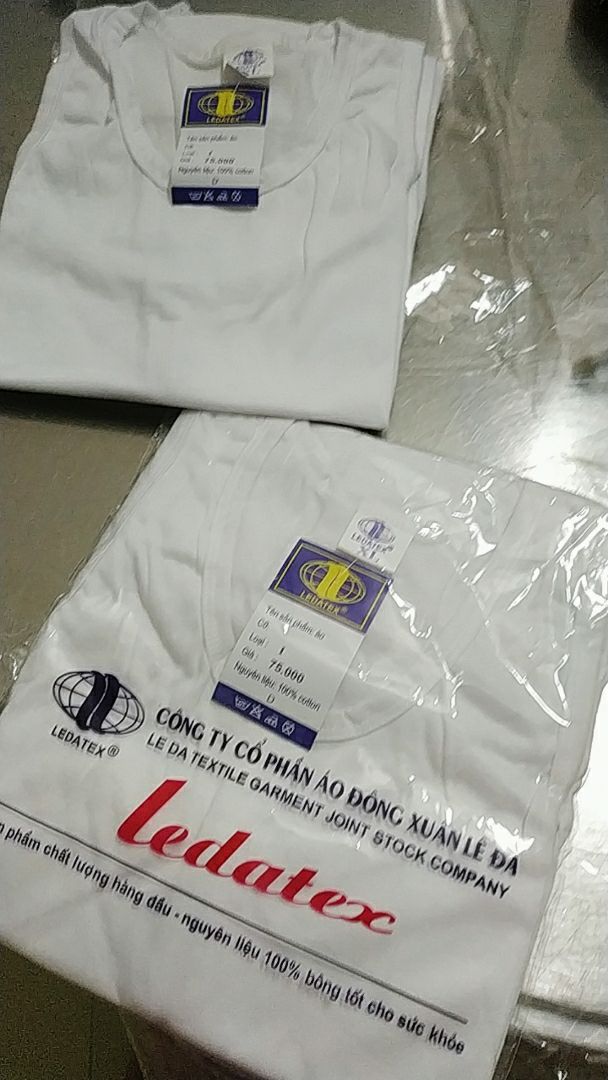 LEDATEX®
Tên sản phẩm: áo
Cỡ:
Loại: 1
Giá: 75.000
Nguyên liệu: 100% cotton
D
LEDATEX®
XL
LEDATEX®
Tên sản phẩm: áo
Cỡ:
Loại: 1
Giá: 75.000
Nguyên liệu: 100% cotton
D
LEDATEX®
CÔNG TY CỔ PHẦN ÁO ĐÔNG XUÂN LÊ ĐA
LE DA TEXTILE GARMENT JOINT STOCK COMPANY
ledatex
phẩm chất lượng hàng đầu - nguyên liệu 100% bông tốt cho sức khỏe